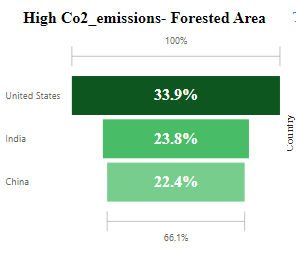 High Co2_emissions- Forested Area
100%
United States 33.9%
India 23.8%
China 22.4%
66.1%
Country